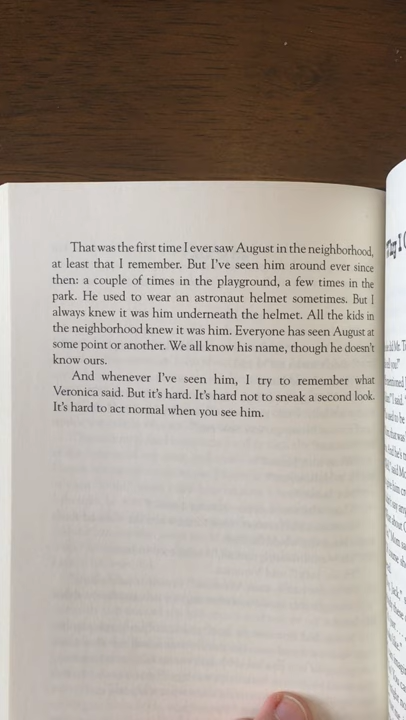 That was the first time I ever saw August in the neighborhood,
at least that I remember. But I've seen him around ever since
then: a couple of times in the playground, a few times in the
park. He used to wear an astronaut helmet sometimes. But I
always knew it was him underneath the helmet. All the kids in
the neighborhood knew it was him. Everyone has seen August at
some point or another. We all know his name, though he doesn't
know ours.
And whenever I've seen him, I try to remember what
Veronica said. But it's hard. It's hard not to sneak a second look.
It's hard to act normal when you see him.